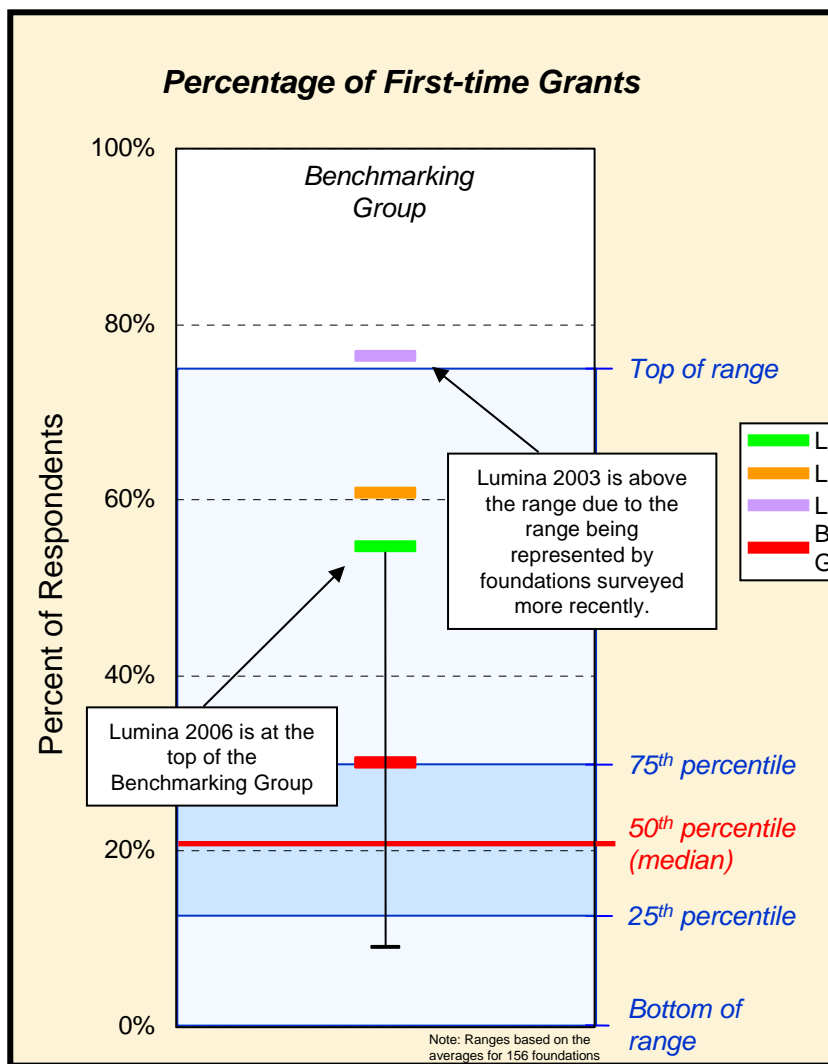 Percentage of First-time Grants
100%
80%
60%
40%
20%
0%
Percent of Respondents
Benchmarking
Group
Top of range
Lumina 2003 is above
the range due to the
range being
represented by
foundations surveyed
more recently.
L
L
L
B
G
Lumina 2006 is at the
top of the
Benchmarking Group
75th percentile
50th percentile
(median)
25th percentile
Bottom of
range
Note: Ranges based on the
averages for 156 foundations